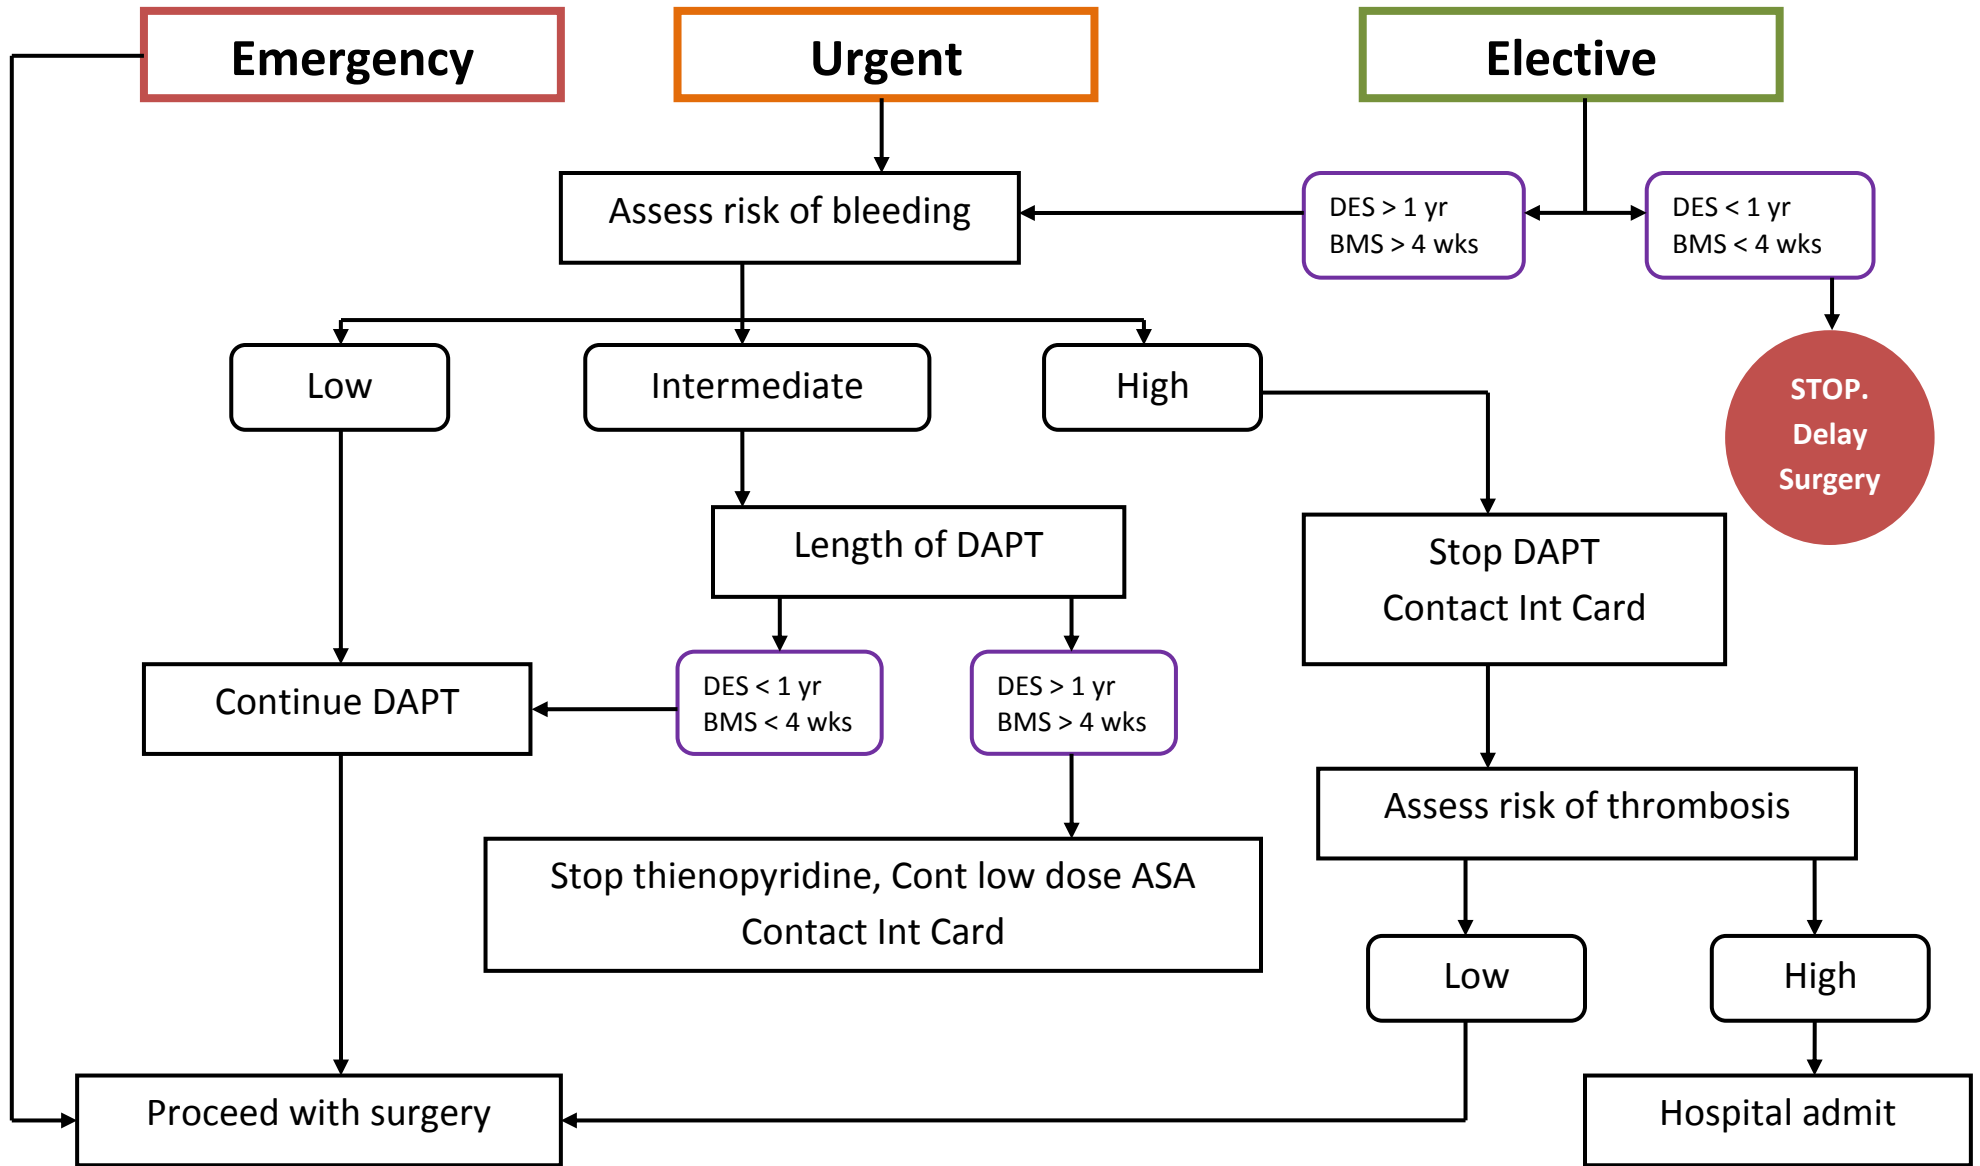 Emergency
Urgent
Elective
Assess risk of bleeding
DES > 1 yr
BMS > 4 wks
DES < 1 yr
BMS < 4 wks
Low
Intermediate
High
STOP.
Delay
Surgery
Length of DAPT
Stop DAPT
Contact Int Card
Continue DAPT
DES < 1 yr
BMS < 4 wks
DES > 1 yr
BMS > 4 wks
Assess risk of thrombosis
Stop thienopyridine, Cont low dose ASA
Contact Int Card
Low
High
Proceed with surgery
Hospital admit